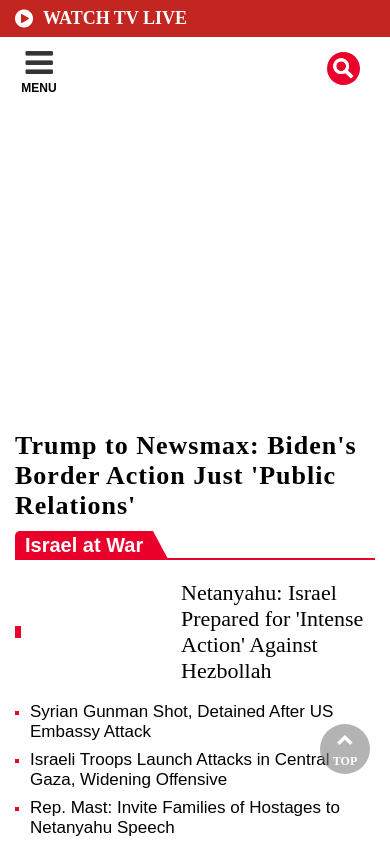 WATCH TV LIVE
MENU
Trump to Newsmax: Biden's
Border Action Just 'Public
Relations'
Israel at War
Netanyahu: Israel
Prepared for 'Intense
Action' Against
Hezbollah
Syrian Gunman Shot, Detained After US
Embassy Attack
Israeli Troops Launch Attacks in Central
Gaza, Widening Offensive
TOP
Rep. Mast: Invite Families of Hostages to
Netanyahu Speech